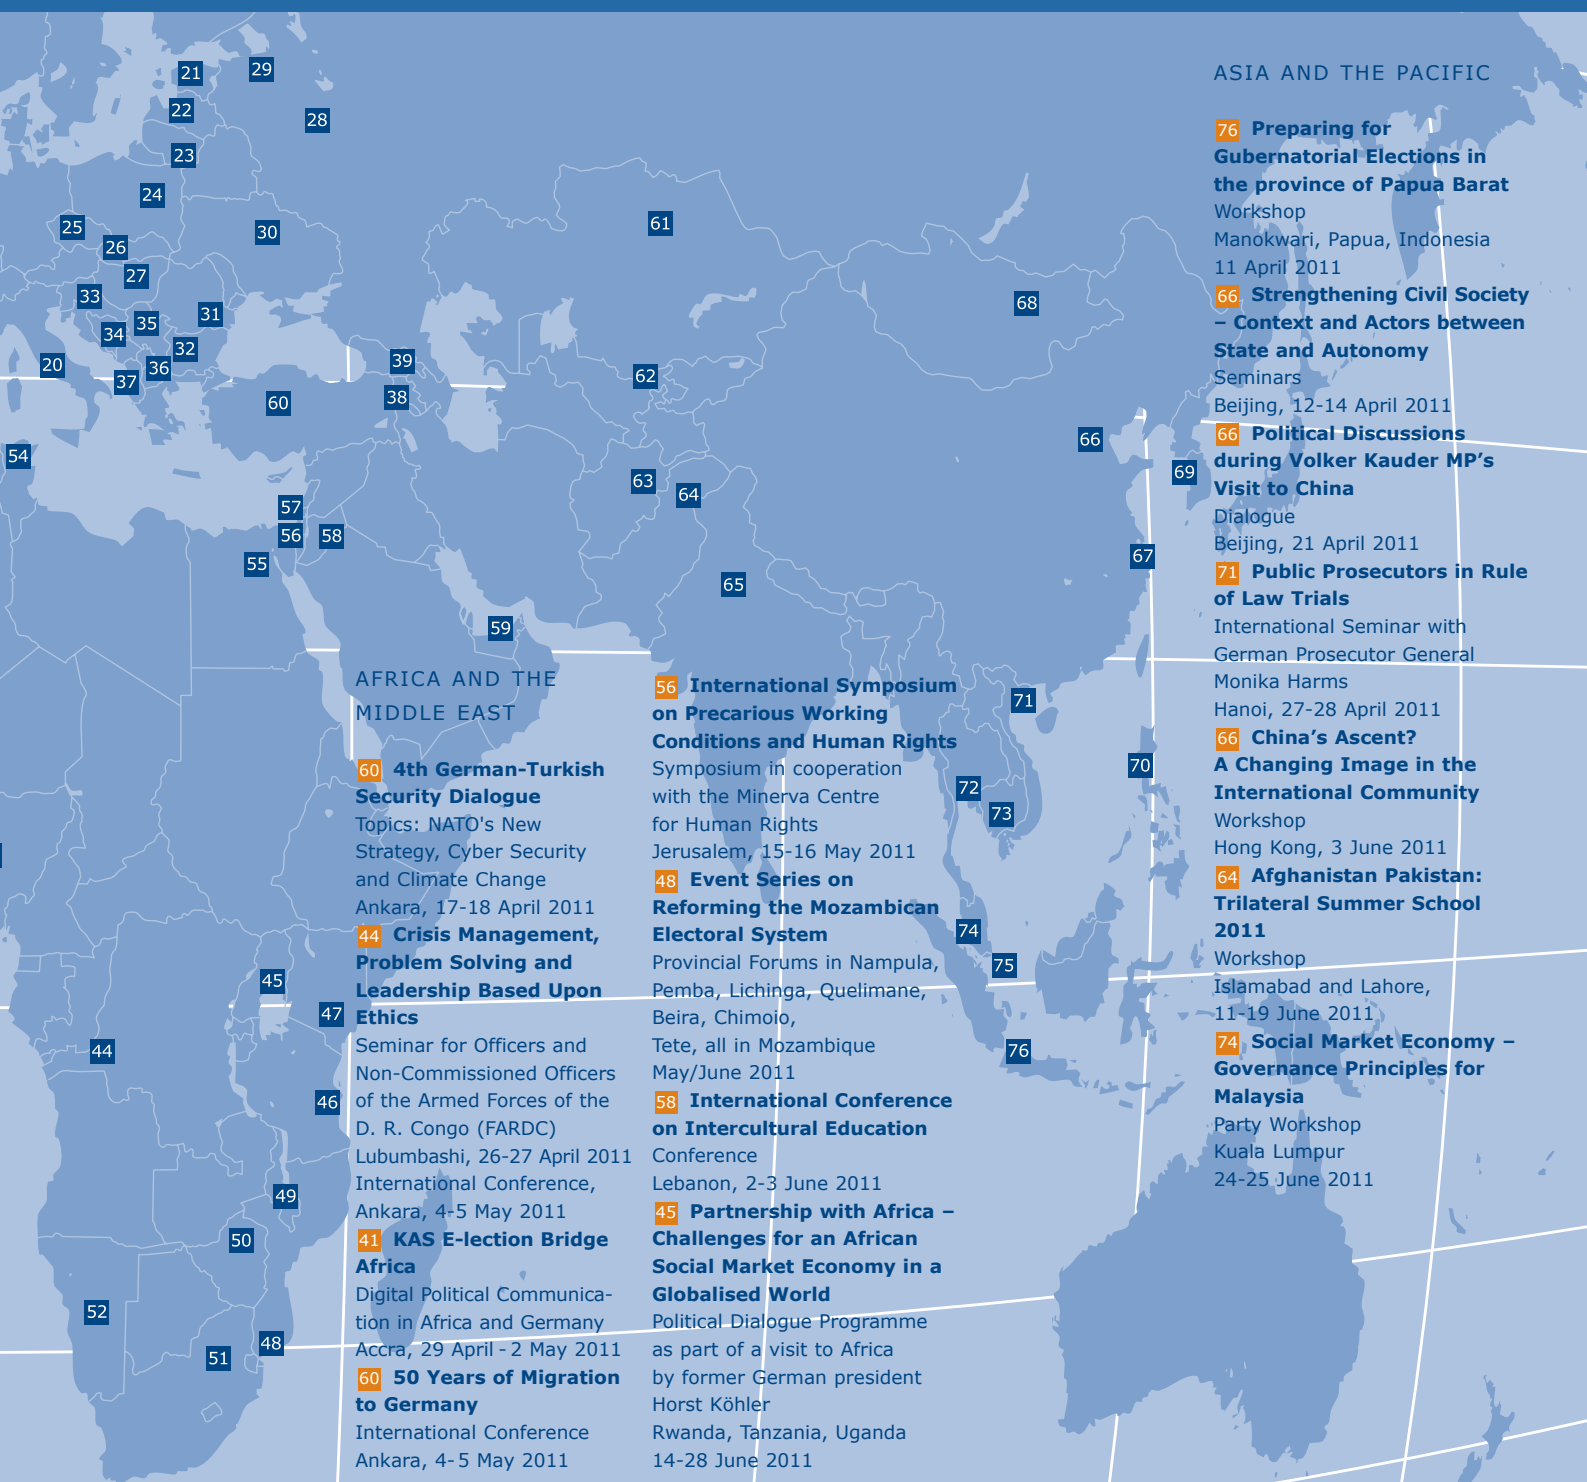 21
29
22
28
23
24
25
26
30
27
33
31
34
35
32
20
36
37
39
38
60
61
62
68
54
57
56
58
55
59
63
64
65
66
69
67
71
70
72
73
74
75
76
45
47
44
46
49
50
52
51
48
AFRICA AND THE
MIDDLE EAST
60 4th German-Turkish
Security Dialogue
Topics: NATO's New
Strategy, Cyber Security
and Climate Change
Ankara, 17-18 April 2011
44 Crisis Management,
Problem Solving and
Leadership Based Upon
Ethics
Seminar for Officers and
Non-Commissioned Officers
of the Armed Forces of the
D. R. Congo (FARDC)
Lubumbashi, 26-27 April 2011
International Conference,
Ankara, 4-5 May 2011
41 KAS E-lection Bridge
Africa
Digital Political Communica-
tion in Africa and Germany
Accra, 29 April - 2 May 2011
60 50 Years of Migration
to Germany
International Conference
Ankara, 4-5 May 2011
56 International Symposium
on Precarious Working
Conditions and Human Rights
Symposium in cooperation
with the Minerva Centre
for Human Rights
Jerusalem, 15-16 May 2011
48 Event Series on
Reforming the Mozambican
Electoral System
Provincial Forums in Nampula,
Pemba, Lichinga, Quelimane,
Beira, Chimoio,
Tete, all in Mozambique
May/June 2011
58 International Conference
on Intercultural Education
Conference
Lebanon, 2-3 June 2011
45 Partnership with Africa –
Challenges for an African
Social Market Economy in a
Globalised World
Political Dialogue Programme
as part of a visit to Africa
by former German president
Horst Köhler
Rwanda, Tanzania, Uganda
14-28 June 2011
ASIA AND THE PACIFIC
76 Preparing for
Gubernatorial Elections in
the province of Papua Barat
Workshop
Manokwari, Papua, Indonesia
11 April 2011
66 Strengthening Civil Society
– Context and Actors between
State and Autonomy
Seminars
Beijing, 12-14 April 2011
66 Political Discussions
during Volker Kauder MP’s
Visit to China
Dialogue
Beijing, 21 April 2011
71 Public Prosecutors in Rule
of Law Trials
International Seminar with
German Prosecutor General
Monika Harms
Hanoi, 27-28 April 2011
66 China’s Ascent?
A Changing Image in the
International Community
Workshop
Hong Kong, 3 June 2011
64 Afghanistan Pakistan:
Trilateral Summer School
2011
Workshop
Islamabad and Lahore,
11-19 June 2011
74 Social Market Economy –
Governance Principles for
Malaysia
Party Workshop
Kuala Lumpur
24-25 June 2011